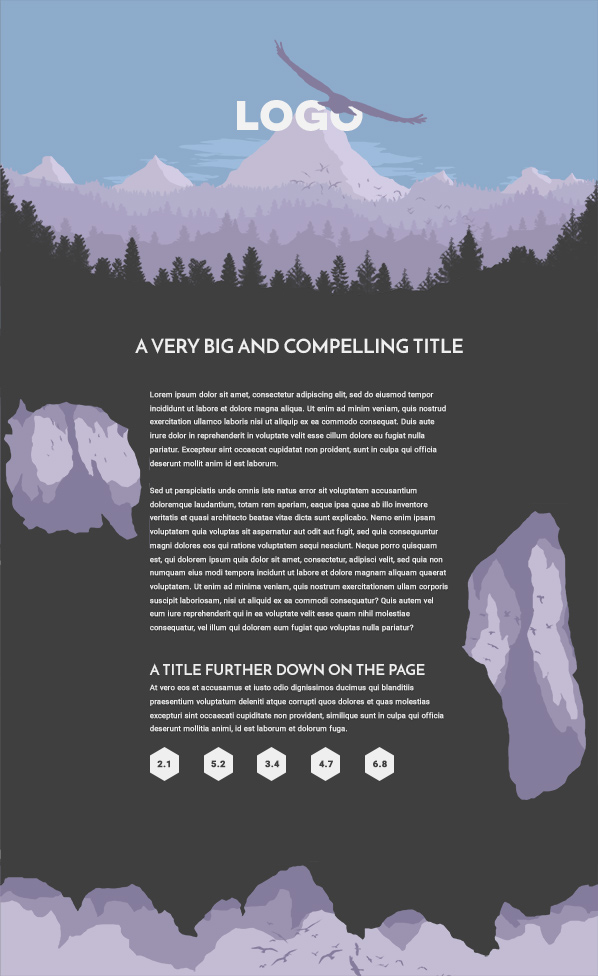 LOGO
A VERY BIG AND COMPELLING TITLE
Lorem ipsum dolor sit amet, consectetur adipiscing elit, sed do eiusmod tempor
incididunt ut labore et dolore magna aliqua. Ut enim ad minim veniam, quis nostrud
exercitation ullamco laboris nisi ut aliquip ex ea commodo consequat. Duis aute
irure dolor in reprehenderit in voluptate velit esse cillum dolore eu fugiat nulla
pariatur. Excepteur sint occaecat cupidatat non proident, sunt in culpa qui officia
deserunt mollit anim id est laborum.
Sed ut perspiciatis unde omnis iste natus error sit voluptatem accusantium
doloremque laudantium, totam rem aperiam, eaque ipsa quae ab illo inventore
veritatis et quasi architecto beatae vitae dicta sunt explicabo. Nemo enim ipsam
voluptatem quia voluptas sit aspernatur aut odit aut fugit, sed quia consequuntur
magni dolores eos qui ratione voluptatem sequi nesciunt. Neque porro quisquam
est, qui dolorem ipsum quia dolor sit amet, consectetur, adipisci velit, sed quia non
numquam eius modi tempora incidunt ut labore et dolore magnam aliquam quaerat
voluptatem. Ut enim ad minima veniam, quis nostrum exercitationem ullam corporis
suscipit laboriosam, nisi ut aliquid ex ea commodi consequatur? Quis autem vel
eum iure reprehenderit qui in ea voluptate velit esse quam nihil molestiae
consequatur, vel illum qui dolorem eum fugiat quo voluptas nulla pariatur?
A TITLE FURTHER DOWN ON THE PAGE
At vero eos et accusamus et iusto odio dignissimos ducimus qui blanditiis
praesentium voluptatum deleniti atque corrupti quos dolores et quas molestias
excepturi sint occaecati cupiditate non provident, similique sunt in culpa qui officia
deserunt mollitia animi, id est laborum et dolorum fuga.
2.1 5.2 3.4 4.7 6.8